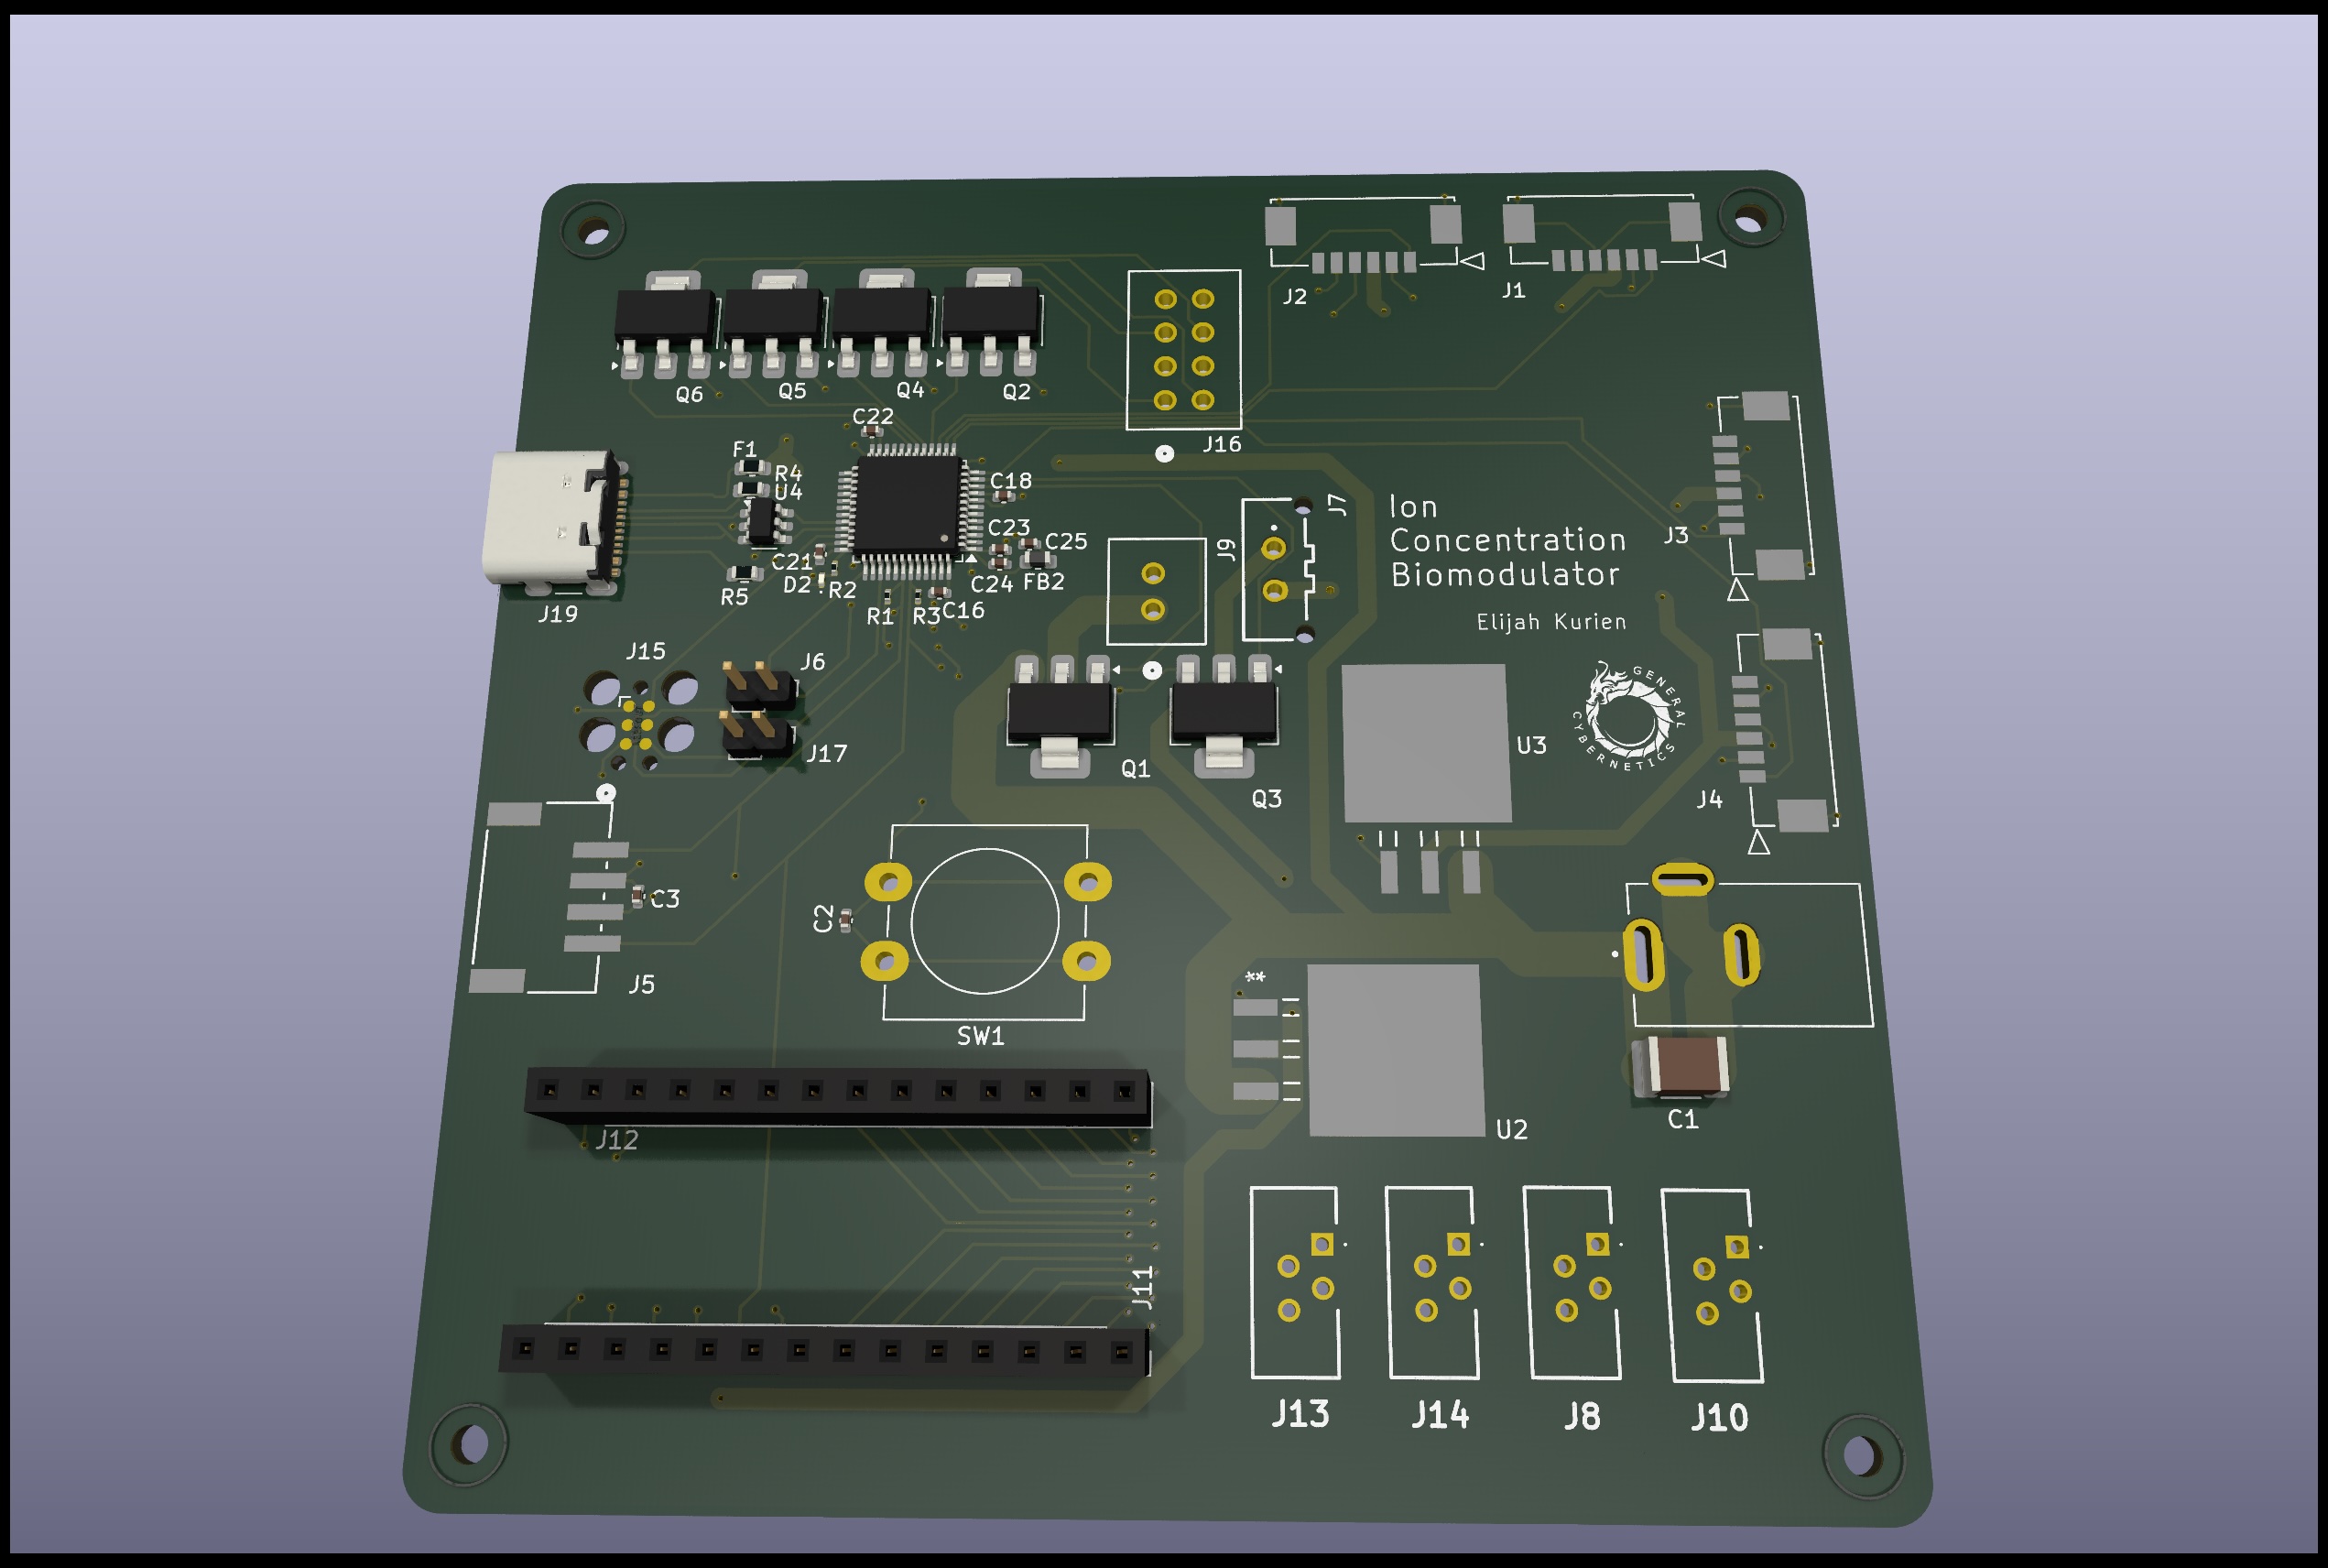 J2
J1
Q6
Q5
Q4
Q2
C22
J16
F1
R4
U4
C18
J7
Ion
Concentration
Biomodulator
J9
C23
C25
J3
C21
C24
FB2
D2
R2
R5
R1
R3
C16
J19
Elijah Kurien
J15
J6
GENERAL
CYBERNETICS
J17
U3
Q1
Q3
J4
C3
C2
J5
**
SW1
C1
U2
J12
J11
J13
J14
J8
J10